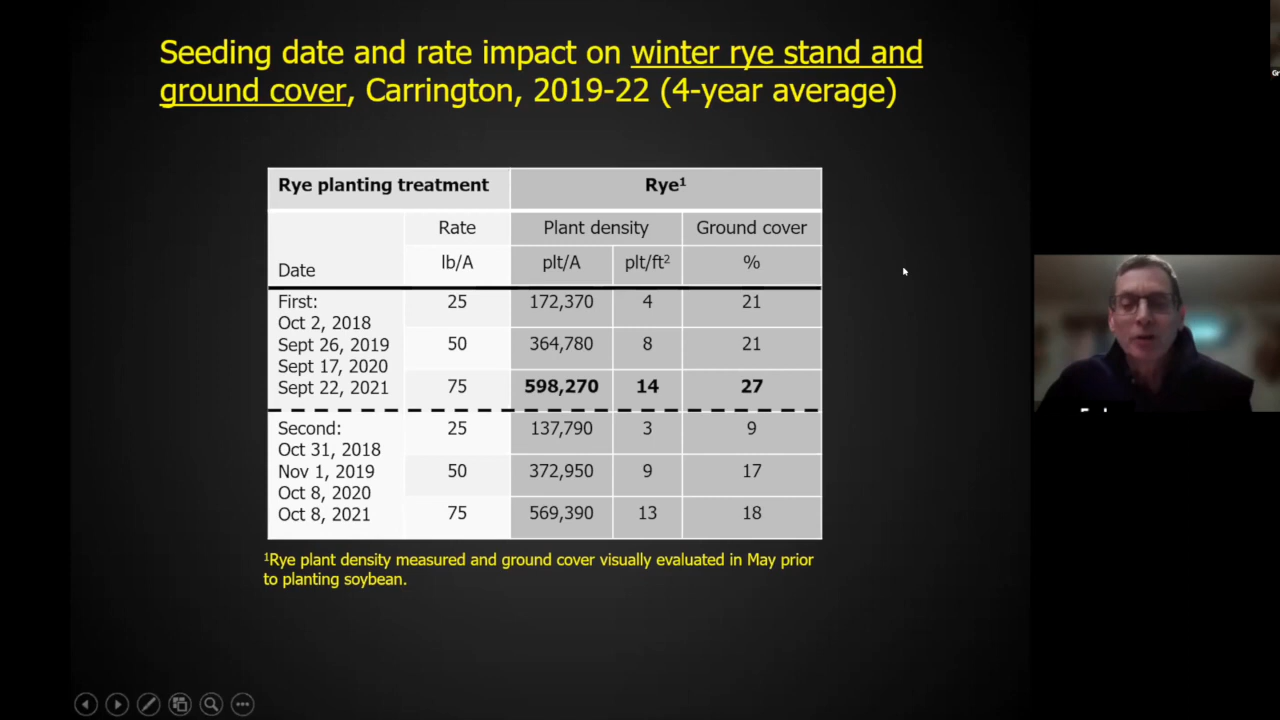 Seeding date and rate impact on winter rye stand and
ground cover, Carrington, 2019-22 (4-year average)
Rye planting treatment Rye¹
Rate Plant density Ground cover
Date lb/A plt/A plt/ft² %
First: 25 172,370 4 21
Oct 2, 2018
Sept 26, 2019 50 364,780 8 21
Sept 17, 2020
Sept 22, 2021 75 598,270 14 27
Second: 25 137,790 3 9
Oct 31, 2018
Nov 1, 2019 50 372,950 9 17
Oct 8, 2020
Oct 8, 2021 75 569,390 13 18
¹Rye plant density measured and ground cover visually evaluated in May prior
to planting soybean.